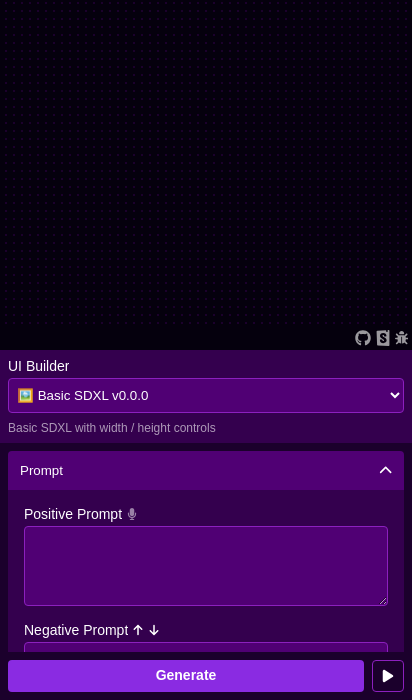 UI Builder
🖼️ Basic SDXL v0.0.0
Basic SDXL with width / height controls
Prompt
Positive Prompt
Negative Prompt
Generate